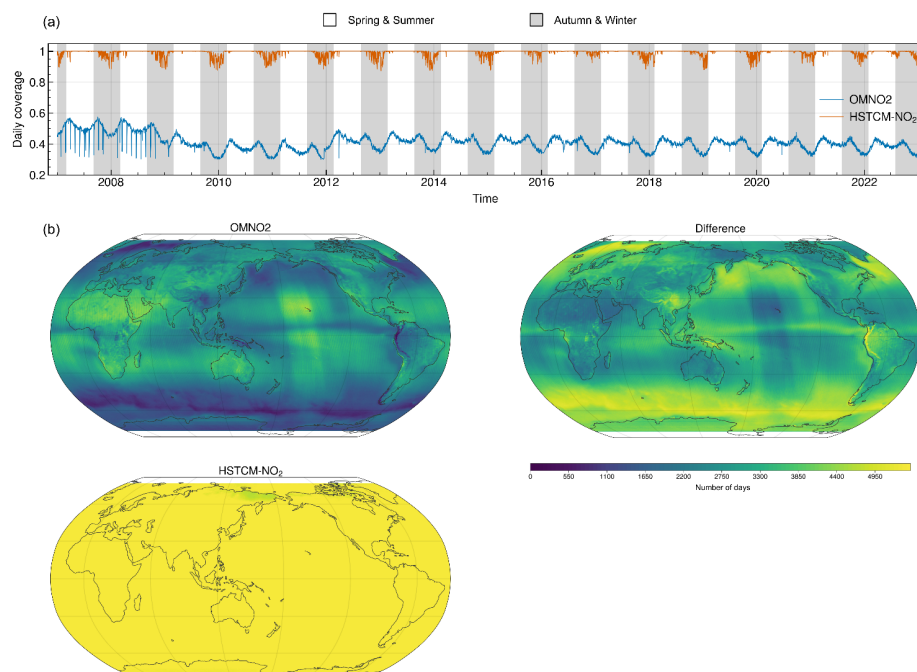 (a)
Spring & Summer
Autumn & Winter
Daily coverage
1
0.8
0.6
0.4
0.2
OMNO2
HSTCM-NO₂
2008 2010 2012 2014 2016 2018 2020 2022
Time
(b)
OMNO2
Difference
HSTCM-NO₂
0 550 1100 1650 2200 2760 3300 3850 4400 4950
Number of days